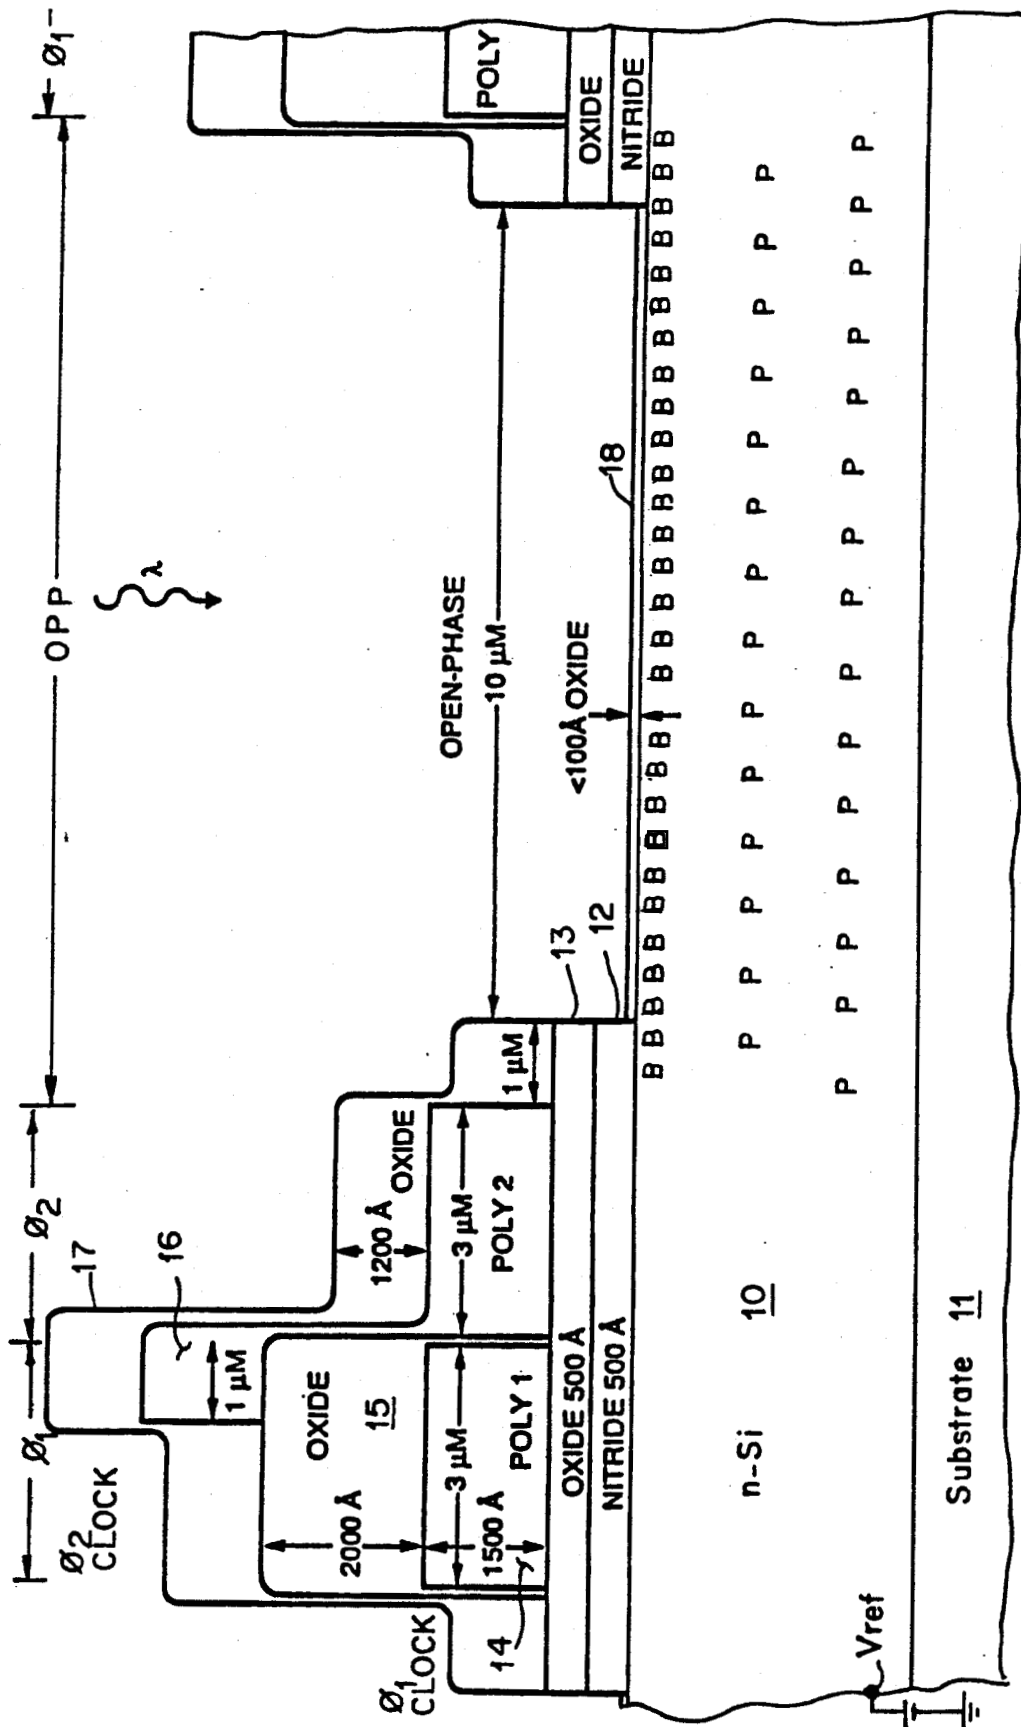 Ø1
Ø2
OPP
Ø1
Ø2
CLOCK
17
16
1 µM
λ
Ø1
CLOCK
2000 Å
OXIDE
15
1200 Å
OXIDE
OPEN-PHASE
10 µM
14
1500 Å
3 µM
POLY 1
3 µM
POLY 2
1 µM
13
12
<100Å OXIDE
18
POLY
OXIDE 500 Å
OXIDE
NITRIDE 500 Å
NITRIDE
B B B B B B B B B B B B B B B B B B B B B B B B B B B B
n-Si
10
P P P P P P P P P P P P P P
P P P P P P P P P P P P P P P
Vref
Substrate
11